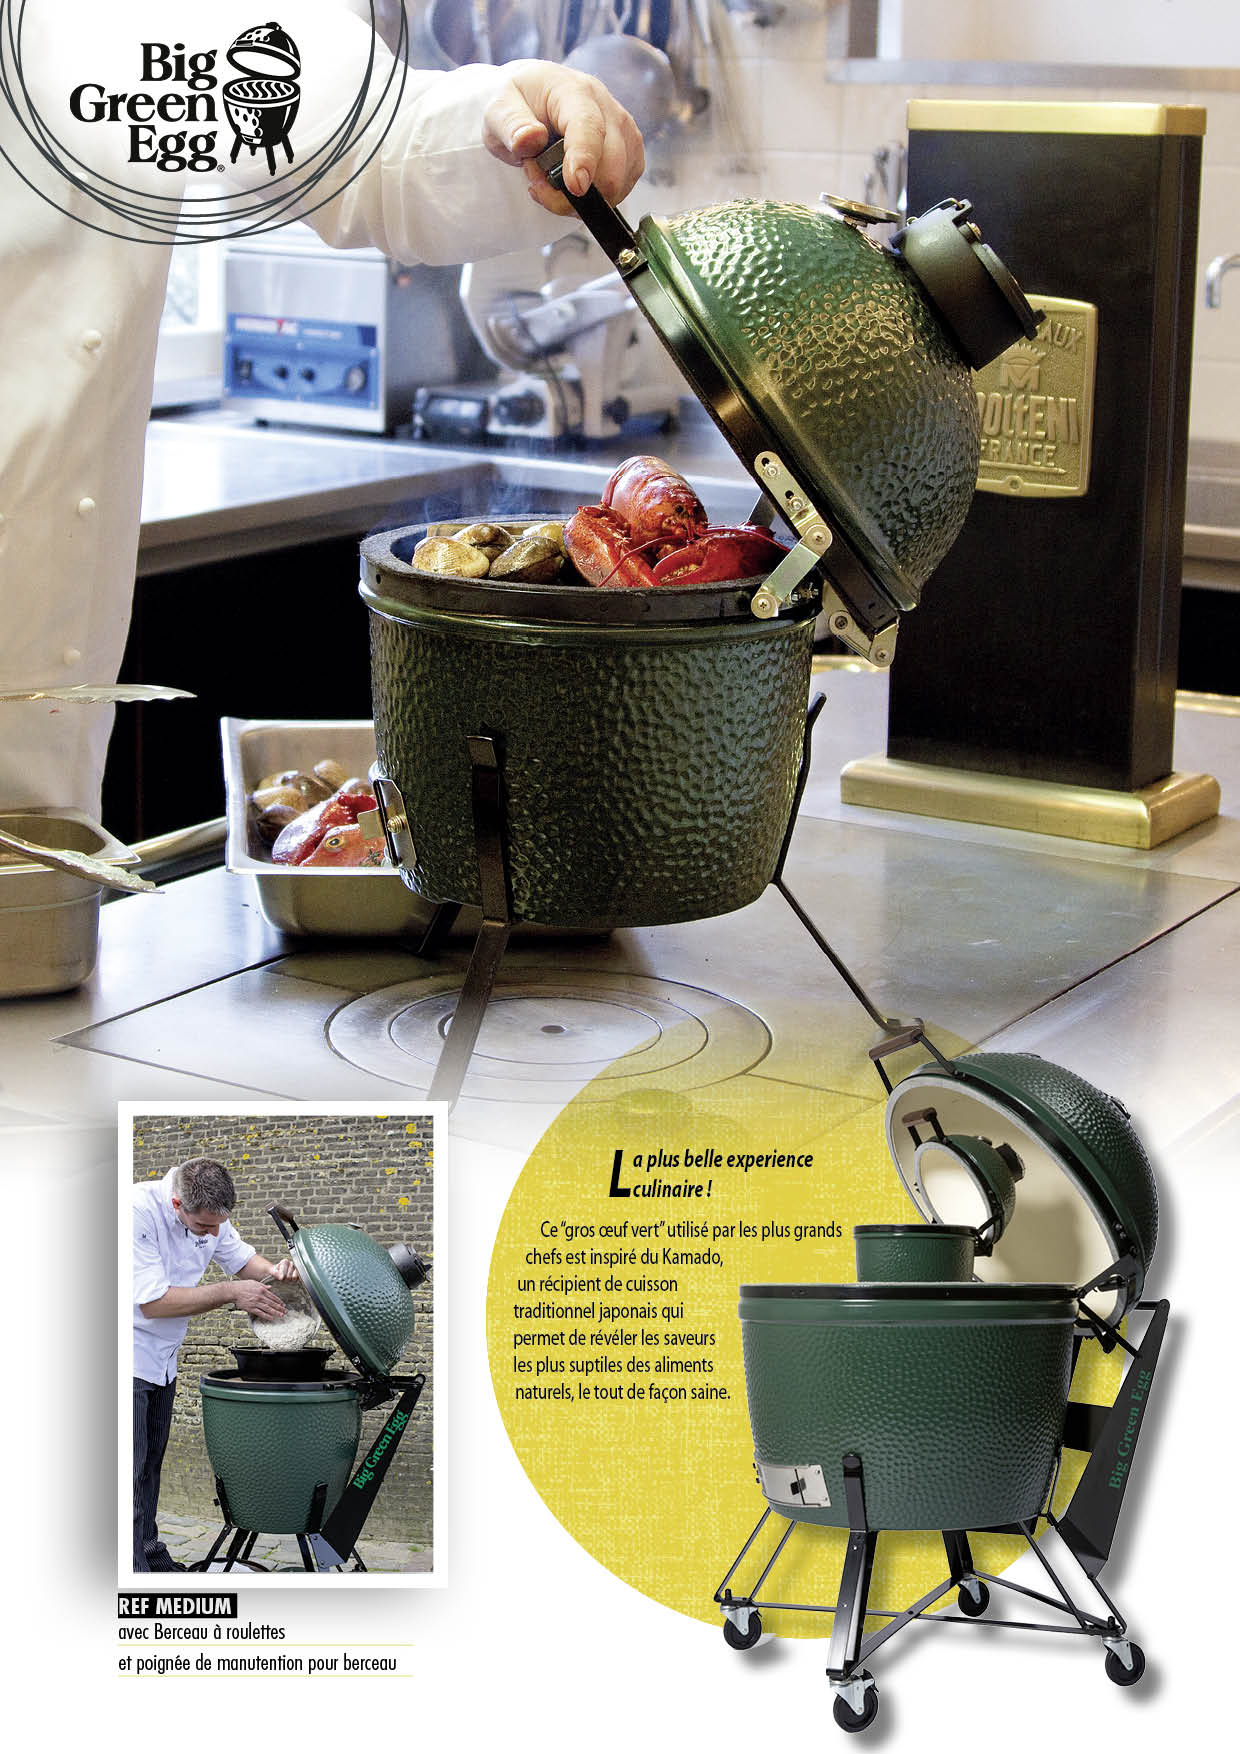 Big
Green
Egg®
AUX
M
MOLTENI
FRANCE
La plus belle experience
culinaire !
Ce “gros œuf vert” utilisé par les plus grands
chefs est inspiré du Kamado,
un récipient de cuisson
traditionnel japonais qui
permet de révéler les saveurs
les plus suptiles des aliments
naturels, le tout de façon saine.
Big Green Egg
Big Green Egg
REF MEDIUM
avec Berceau à roulettes
et poignée de manutention pour berceau